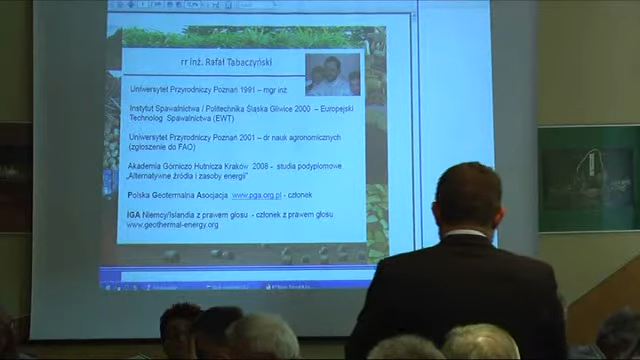 rr inż. Rafał Tabaczyński
Uniwersytet Przyrodniczy Poznań 1991 – mgr inż.
Instytut Spawalnictwa / Politechnika Śląska Gliwice 2000 – Europejski
Technolog Spawalnictwa (EWT)
Uniwersytet Przyrodniczy Poznań 2001 – dr nauk agronomicznych
(zgłoszenie do FAO)
Akademia Górniczo Hutnicza Kraków 2008 - studia podyplomowe
„Alternatywne źródła i zasoby energii"
Polska Geotermalna Asocjacja www.pga.org.pl - członek
IGA Niemcy/Islandia z prawem głosu - członek z prawem głosu
www.geothermal-energy.org